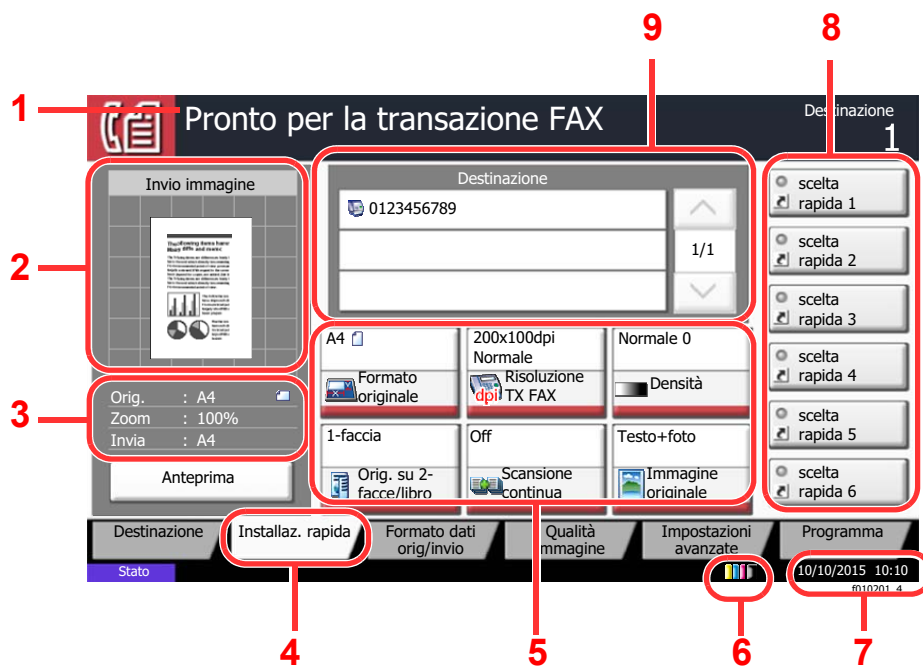 9
8
1
Pronto per la transazione FAX
Destinazione
1
Invio immagine
2
Destinazione
0123456789
1/1
scelta
rapida 1
scelta
rapida 2
scelta
rapida 3
scelta
rapida 4
scelta
rapida 5
scelta
rapida 6
A4
Formato
originale
200x100dpi
Normale
dpi
Risoluzione
TX FAX
Normale 0
Densità
3
Orig. : A4
Zoom : 100%
Invia : A4
Anteprima
1-faccia
Orig. su 2-
facce/libro
Off
Scansione
continua
Testo+foto
Immagine
originale
Destinazione
Installaz. rapida
Formato dati
orig/invio
Qualità
immagine
Impostazioni
avanzate
Programma
Stato
10/10/2015 10:10
f010201_4
4
5
6
7